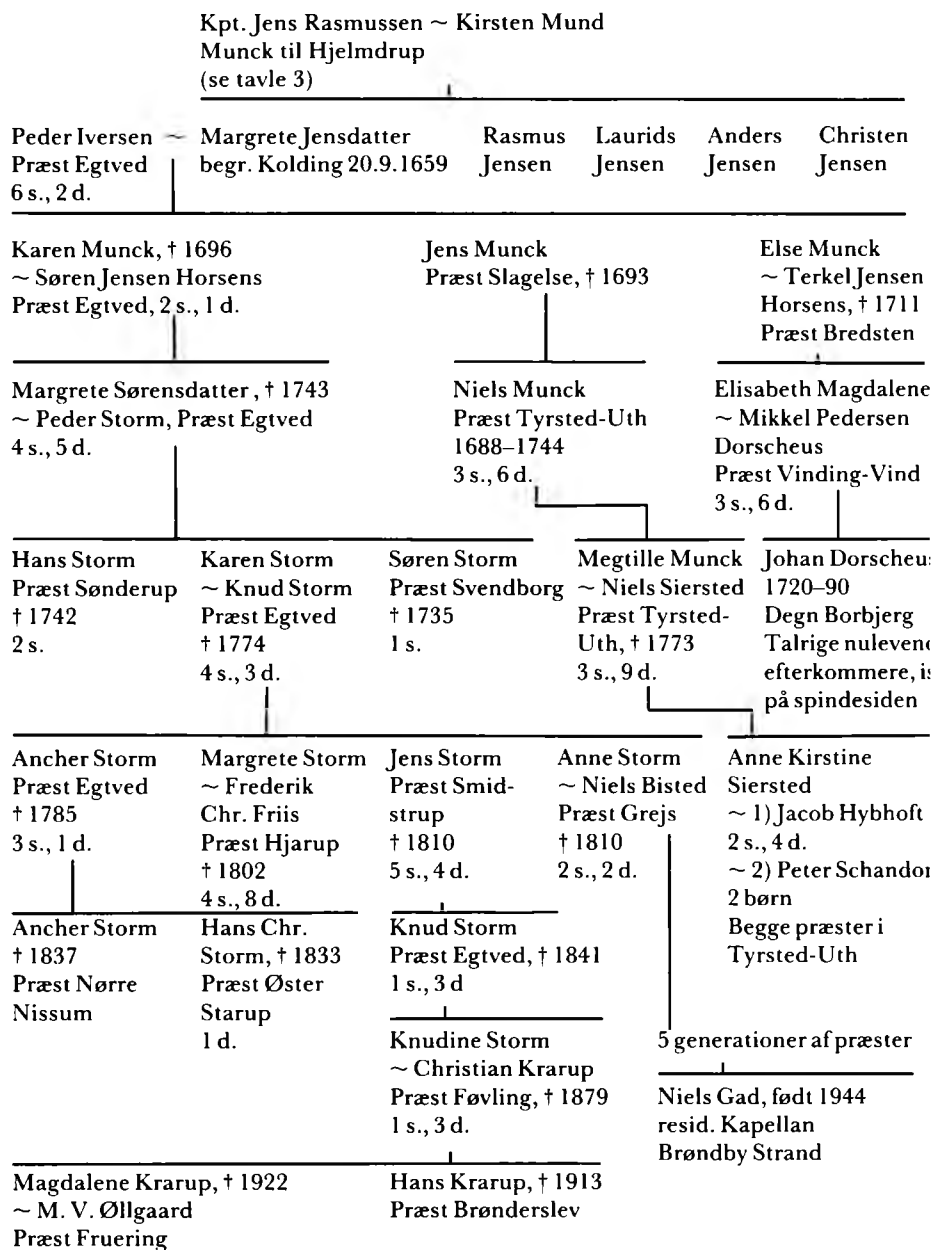 Kpt. Jens Rasmussen ~ Kirsten Mund
Munck til Hjelmdrup
(se tavle 3)
Peder Iversen ~
Præst Egtved
6 s., 2 d.
Margrete Jensdatter
begr. Kolding 20.9.1659
Rasmus
Jensen
Laurids
Jensen
Anders
Jensen
Christen
Jensen
Karen Munck, † 1696
~ Søren Jensen Horsens
Præst Egtved, 2 s., 1 d.
Jens Munck
Præst Slagelse, † 1693
Else Munck
~ Terkel Jensen
Horsens, † 1711
Præst Bredsten
Margrete Sørensdatter, † 1743
~ Peder Storm, Præst Egtved
4 s., 5 d.
Niels Munck
Præst Tyrsted-Uth
1688–1744
3 s., 6 d.
Elisabeth Magdalene
~ Mikkel Pedersen
Dorscheus
Præst Vinding-Vind
3 s., 6 d.
Hans Storm
Præst Sønderup
† 1742
2 s.
Karen Storm
~ Knud Storm
Præst Egtved
† 1774
4 s., 3 d.
Søren Storm
Præst Svendborg
† 1735
1 s.
Megtille Munck
~ Niels Siersted
Præst Tyrsted-
Uth, † 1773
3 s., 9 d.
Johan Dorscheu
1720–90
Degn Borbjerg
Talrige nuleven
efterkommere, i
på spindesiden
Ancher Storm
Præst Egtved
† 1785
3 s., 1 d.
Margrete Storm
~ Frederik
Chr. Friis
Præst Hjarup
† 1802
4 s., 8 d.
Jens Storm
Præst Smid-
strup
† 1810
5 s., 4 d.
Anne Storm
~ Niels Bisted
Præst Grejs
† 1810
2 s., 2 d.
Anne Kirstine
Siersted
~ 1) Jacob Hybhoft
2 s., 4 d.
~ 2) Peter Schando
2 børn
Begge præster i
Tyrsted-Uth
Ancher Storm
† 1837
Præst Nørre
Nissum
Hans Chr.
Storm, † 1833
Præst Øster
Starup
1 d.
Knud Storm
Præst Egtved, † 1841
1 s., 3 d
Knudine Storm
~ Christian Krarup
Præst Føvling, † 1879
1 s., 3 d.
5 generationer af præster
Niels Gad, født 1944
resid. Kapellan
Brøndby Strand
Magdalene Krarup, † 1922
~ M. V. Øllgaard
Præst Fruering
Hans Krarup, † 1913
Præst Brønderslev